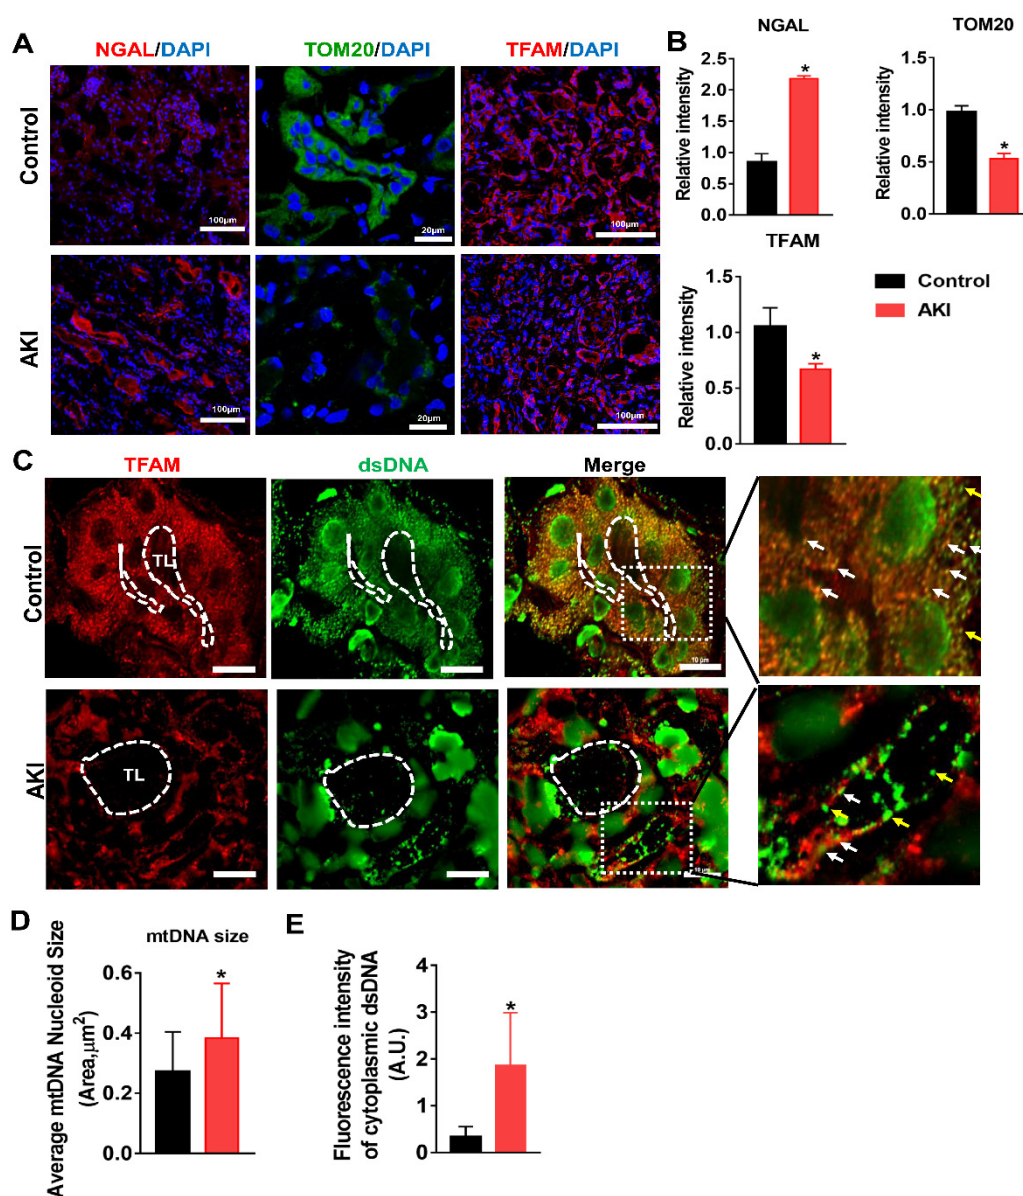 A
NGAL/DAPI
TOM20/DAPI
TFAM/DAPI
Control
100µm
20µm
100µm
AKI
100µm
20µm
100µm
B
NGAL
Relative intensity
2.5
2.0
1.5
1.0
0.5
0.0
*
TOM20
Relative intensity
1.5
1.0
0.5
0.0
*
TFAM
Relative intensity
1.5
1.0
0.5
0.0
*
Control
AKI
C
TFAM
dsDNA
Merge
Control
TL
10 µm
AKI
TL
10 µm
D
mtDNA size
Average mtDNA Nucleoid Size
(Area,µm²)
0.6
0.4
0.2
0.0
*
E
Fluorescence intensity
of cytoplasmic dsDNA
(A.U.)
4
3
2
1
0
*